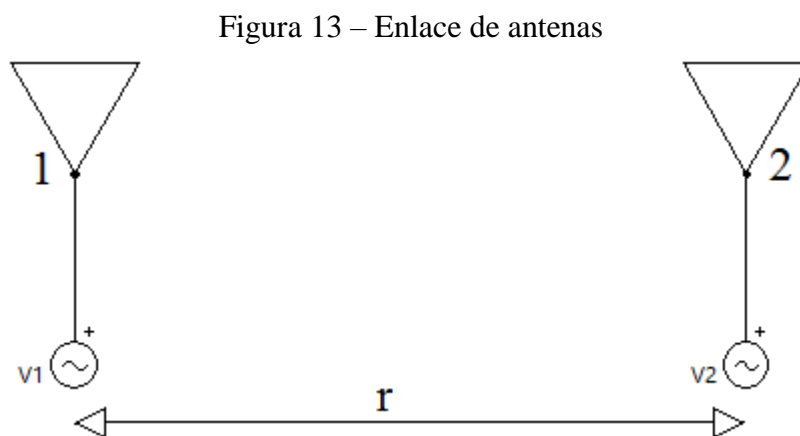 Figura 13 – Enlace de antenas
1
2
+
+
V1
V2
r